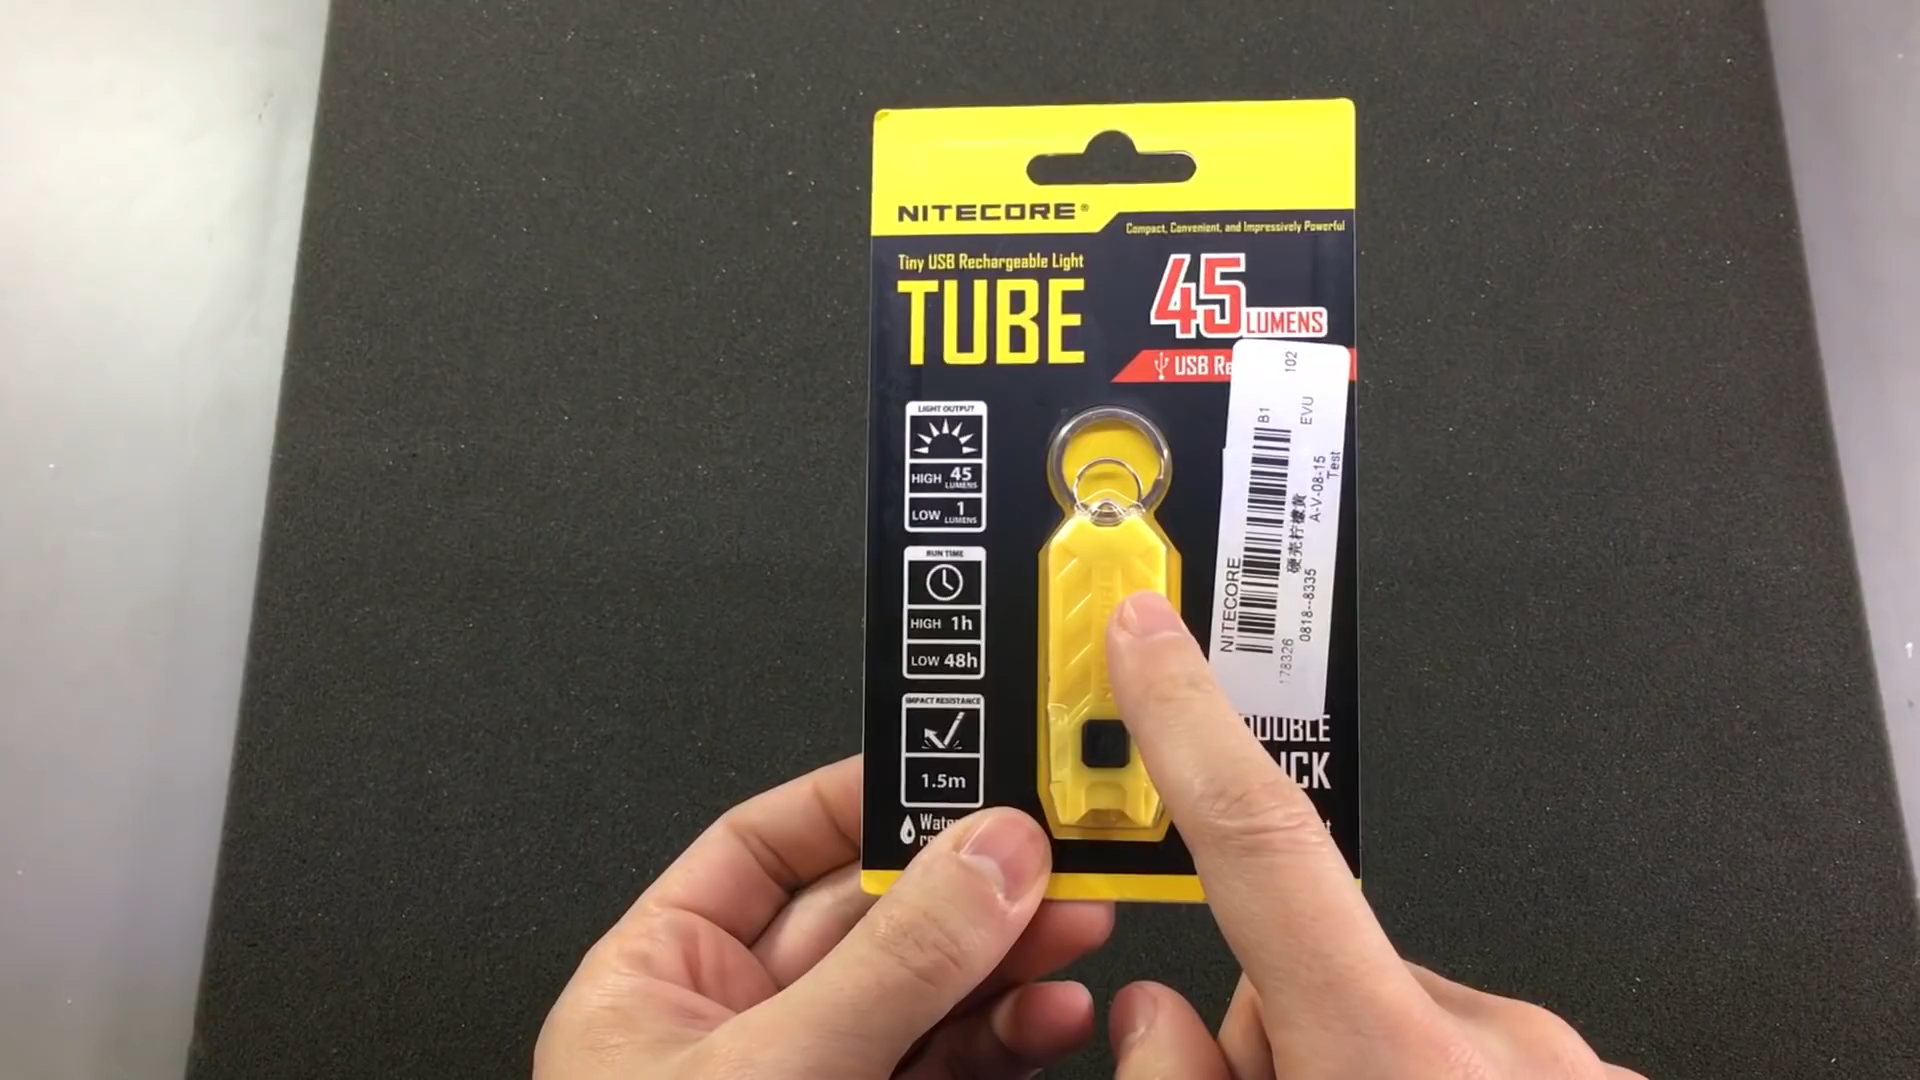 NITECORE®
Compact, Convenient, and Impressively Powerful
Tiny USB Rechargeable Light
TUBE
45 LUMENS
USB Re
LIGHT OUTPUT
HIGH 45 LUMENS
LOW 1 LUMENS
RUN TIME
HIGH 1h
LOW 48h
IMPACT RESISTANCE
1.5m
Wate
102
B1
EVU
NITECORE
硬壳柠檬黄
A-V-08-15
Test
178326
0818--8335
DOUBLE
ICK